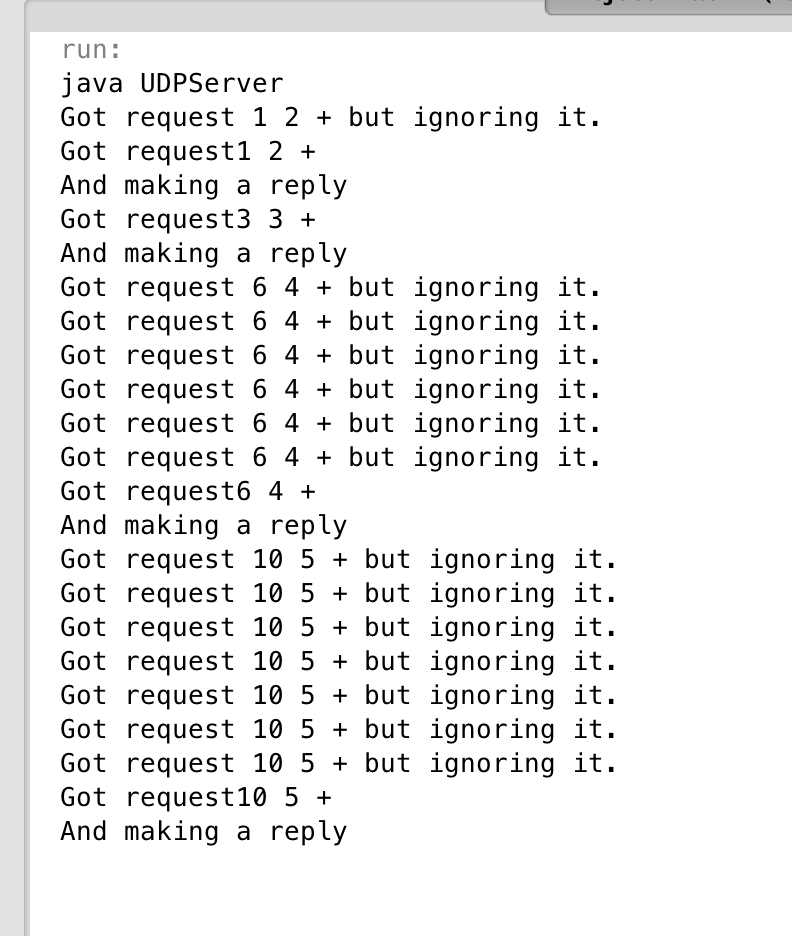 run:
java UDPServer
Got request 1 2 + but ignoring it.
Got request1 2 +
And making a reply
Got request3 3 +
And making a reply
Got request 6 4 + but ignoring it.
Got request 6 4 + but ignoring it.
Got request 6 4 + but ignoring it.
Got request 6 4 + but ignoring it.
Got request 6 4 + but ignoring it.
Got request 6 4 + but ignoring it.
Got request6 4 +
And making a reply
Got request 10 5 + but ignoring it.
Got request 10 5 + but ignoring it.
Got request 10 5 + but ignoring it.
Got request 10 5 + but ignoring it.
Got request 10 5 + but ignoring it.
Got request 10 5 + but ignoring it.
Got request 10 5 + but ignoring it.
Got request10 5 +
And making a reply